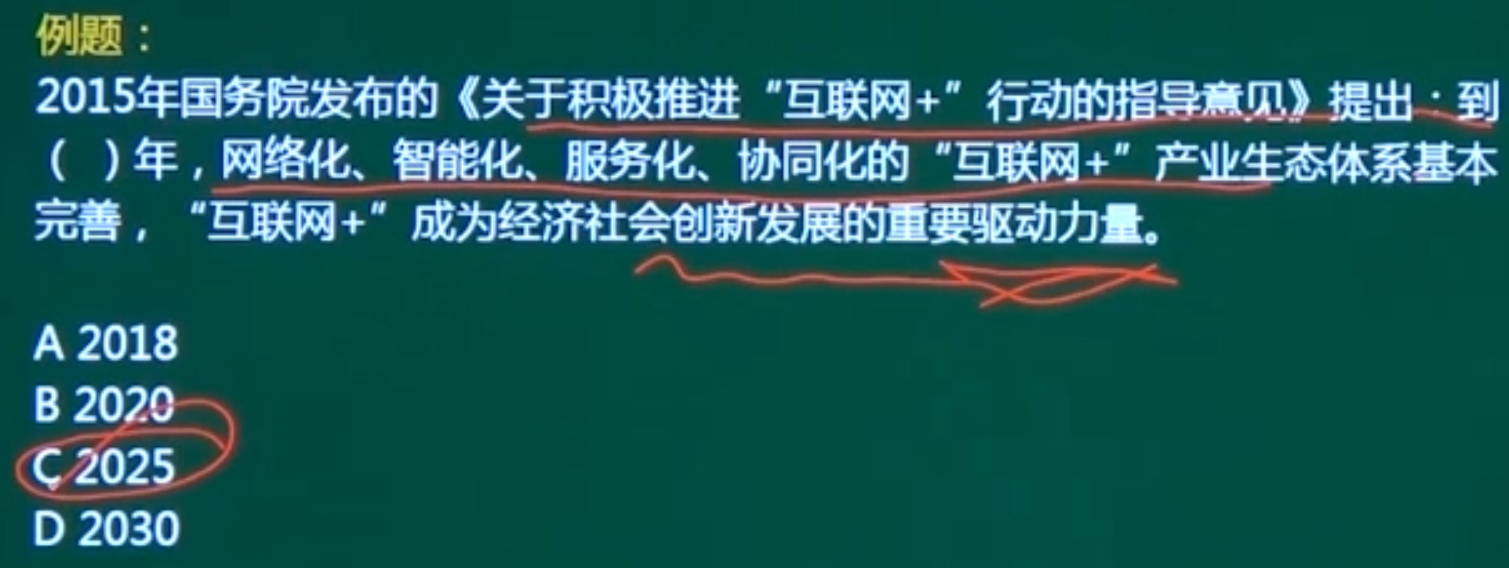 例题：
2015年国务院发布的《关于积极推进“互联网+”行动的指导意见》提出：到
（ ）年，网络化、智能化、服务化、协同化的“互联网+”产业生态体系基本
完善，“互联网+”成为经济社会创新发展的重要驱动力量。
A 2018
B 2020
C 2025
D 2030